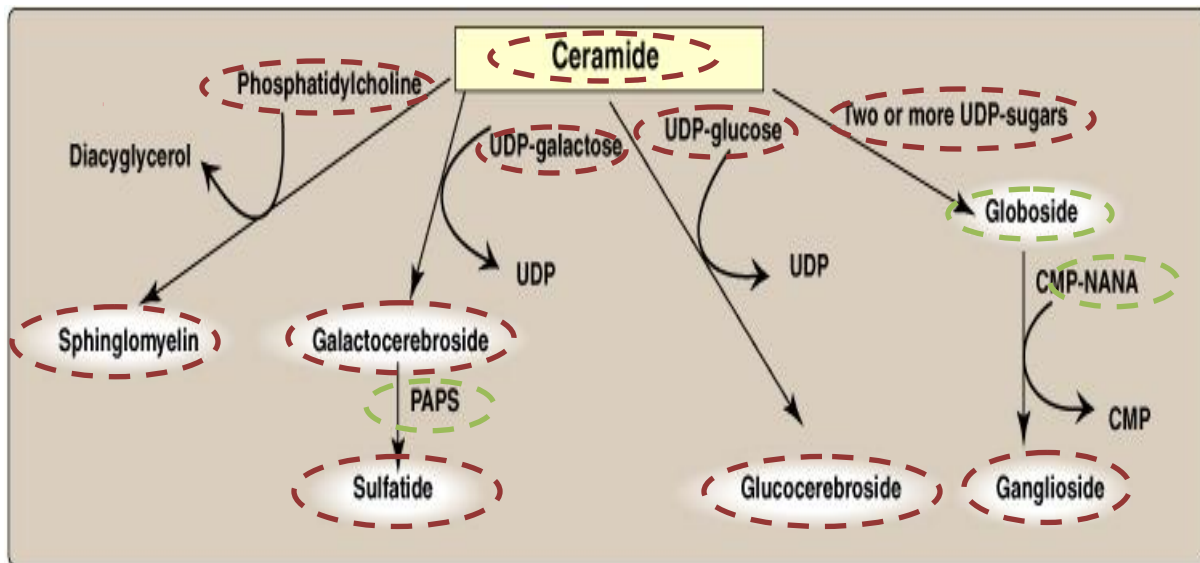 Ceramide
Phosphatidylcholine
Two or more UDP-sugars
UDP-glucose
UDP-galactose
Diacyglycerol
Globoside
UDP
UDP
CMP-NANA
Sphinglomyelin
Galactocerebroside
PAPS
CMP
Sulfatide
Glucocerebroside
Ganglioside